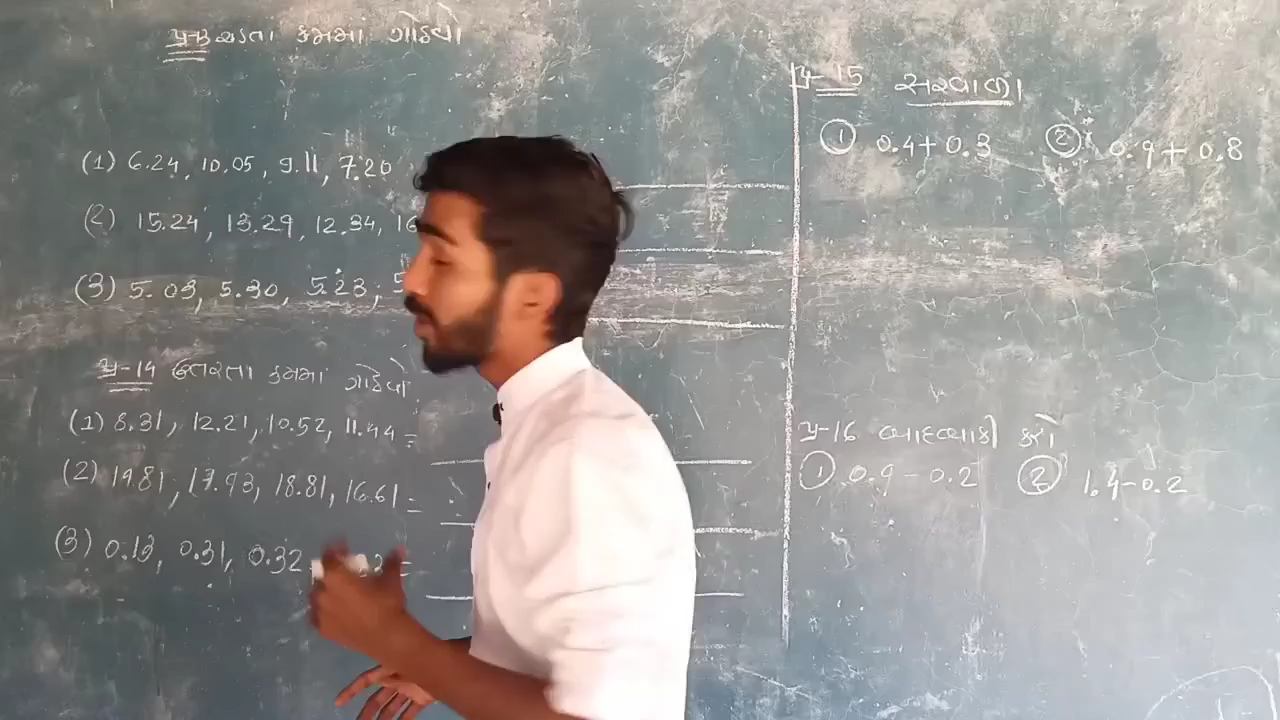 પ્ર-13 ચડતા ક્રમમાં ગોઠવો
(1) 6.24, 10.05, 9.11, 7.20
(2) 15.24, 13.29, 12.34, 16
(3) 5.03, 5.30, 5.23, 5
પ્ર-14 ઉતરતા ક્રમમાં ગોઠવો
(1) 8.31, 12.21, 10.52, 11.44 =
(2) 19.81, 17.93, 18.81, 16.61 =
(3) 0.13, 0.31, 0.32 =
પ્ર-15 સરવાળા
① 0.4+0.3 ② 0.9+0.8
પ્ર-16 બાદબાકી કરો
① 0.9-0.2 ② 1.4-0.2